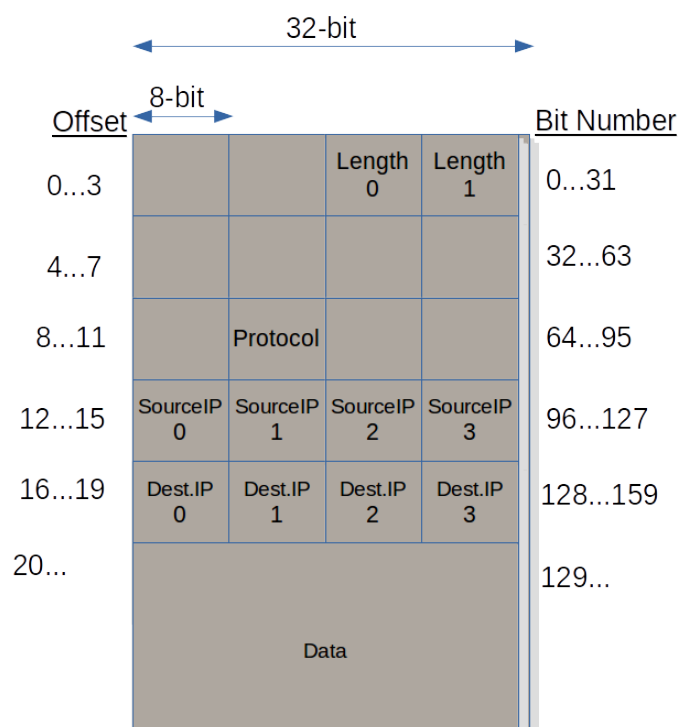 32-bit
8-bit
Offset
Bit Number
0...3
Length
0
Length
1
0...31
4...7
32...63
8...11
Protocol
64...95
12...15
SourceIP
0
SourceIP
1
SourceIP
2
SourceIP
3
96...127
16...19
Dest.IP
0
Dest.IP
1
Dest.IP
2
Dest.IP
3
128...159
20...
129...
Data